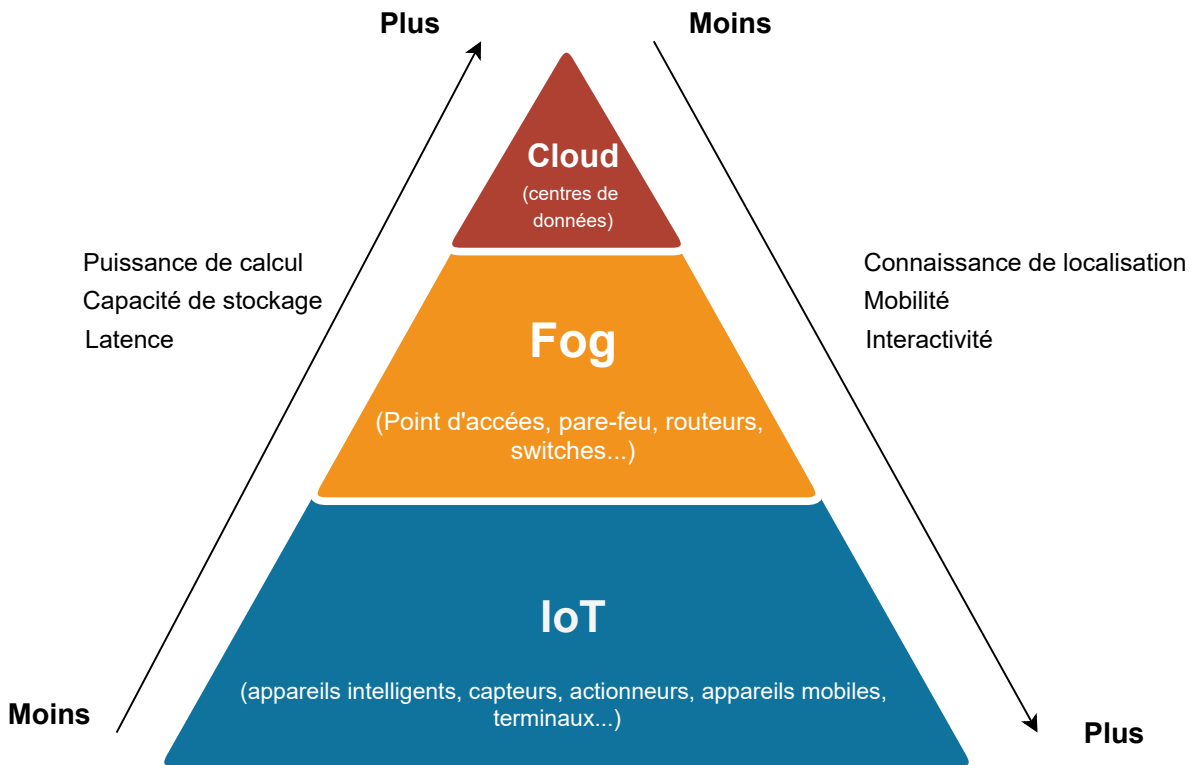 Plus
Moins
Cloud
(centres de
données)
Puissance de calcul
Capacité de stockage
Latence
Connaissance de localisation
Mobilité
Interactivité
Fog
(Point d'accées, pare-feu, routeurs,
switches...)
IoT
(appareils intelligents, capteurs, actionneurs, appareils mobiles,
terminaux...)
Moins
Plus